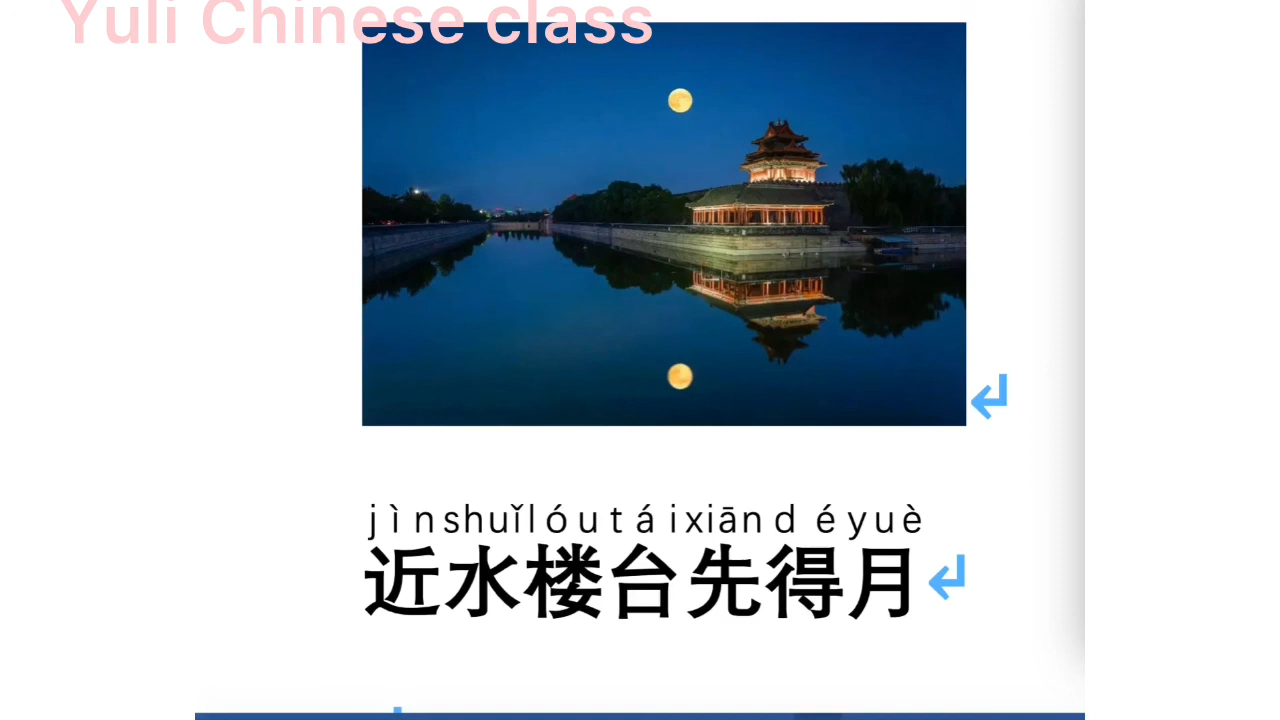 Yuli Chinese class
jìnshuǐlóutáixiāndéyuè
近水楼台先得月